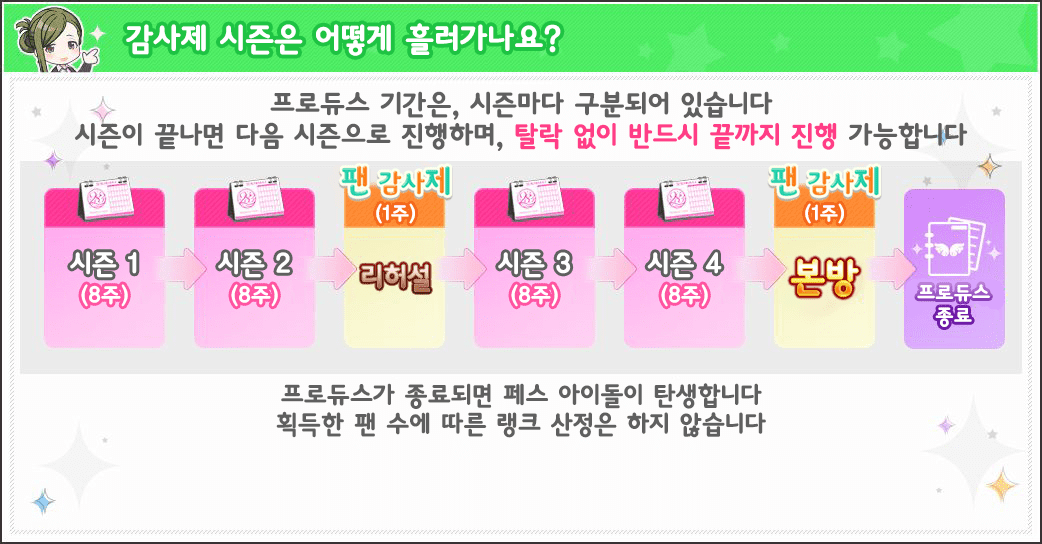 감사제 시즌은 어떻게 흘러가나요?
프로듀스 기간은, 시즌마다 구분되어 있습니다
시즌이 끝나면 다음 시즌으로 진행하며, 탈락 없이 반드시 끝까지 진행 가능합니다
시즌 1
(8주)
시즌 2
(8주)
팬 감사제
(1주)
리허설
시즌 3
(8주)
시즌 4
(8주)
팬 감사제
(1주)
본방
프로듀스
종료
프로듀스가 종료되면 페스 아이돌이 탄생합니다
획득한 팬 수에 따른 랭크 산정은 하지 않습니다